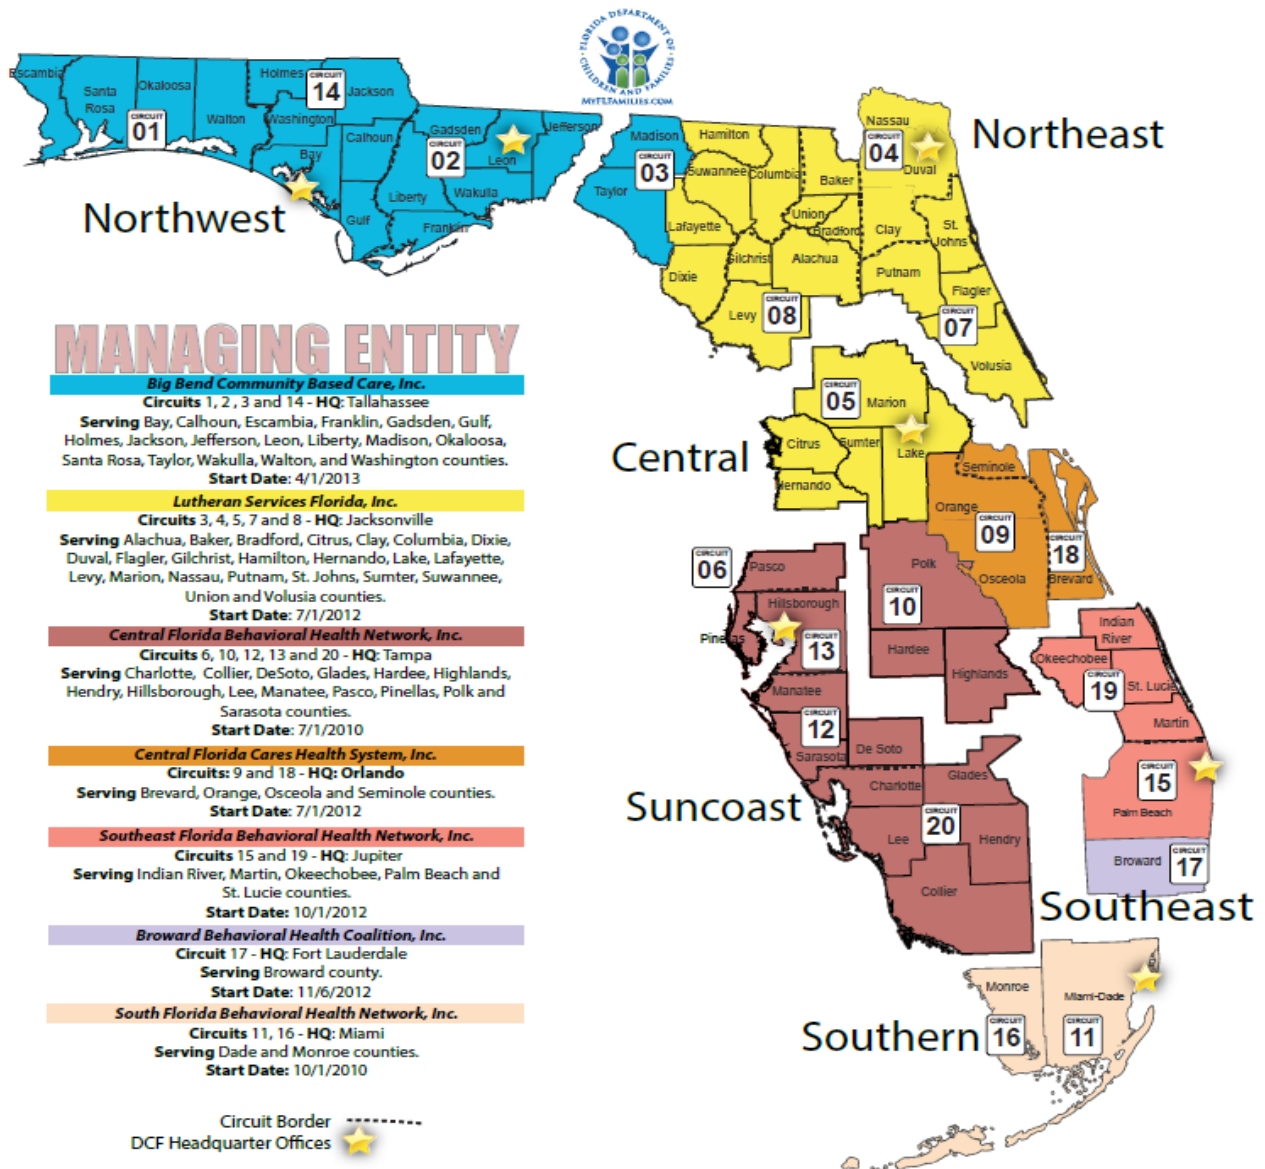 FLORIDA DEPARTMENT OF CHILDREN AND FAMILIES
MYFLFAMILIES.COM
Escambia
Santa Rosa
Okaloosa
Walton
Holmes
Washington
Jackson
Bay
Calhoun
Gulf
Liberty
Gadsden
Leon
Wakulla
Franklin
Jefferson
CIRCUIT 01
CIRCUIT 14
CIRCUIT 02
Northwest
Madison
Taylor
CIRCUIT 03
Hamilton
Suwannee
Columbia
Lafayette
Dixie
Baker
Union
Bradford
Gilchrist
Alachua
Levy
CIRCUIT 08
Nassau
CIRCUIT 04
Duval
Clay
St. Johns
Putnam
Flagler
CIRCUIT 07
Volusia
Northeast
CIRCUIT 05
Marion
Citrus
Sumter
Lake
Hernando
Central
Seminole
Orange
CIRCUIT 09
Osceola
CIRCUIT 18
Brevard
CIRCUIT 06
Pasco
Hillsborough
Pinellas
CIRCUIT 13
Manatee
CIRCUIT 12
Sarasota
Polk
CIRCUIT 10
Hardee
Highlands
De Soto
Charlotte
Glades
CIRCUIT 20
Lee
Hendry
Collier
Suncoast
Indian River
Okeechobee
CIRCUIT 19
St. Lucie
Martin
CIRCUIT 15
Palm Beach
Broward
CIRCUIT 17
Southeast
Monroe
Miami-Dade
CIRCUIT 16
CIRCUIT 11
Southern
MANAGING ENTITY
Big Bend Community Based Care, Inc.
Circuits 1, 2 , 3 and 14 - HQ: Tallahassee
Serving Bay, Calhoun, Escambia, Franklin, Gadsden, Gulf,
Holmes, Jackson, Jefferson, Leon, Liberty, Madison, Okaloosa,
Santa Rosa, Taylor, Wakulla, Walton, and Washington counties.
Start Date: 4/1/2013
Lutheran Services Florida, Inc.
Circuits 3, 4, 5, 7 and 8 - HQ: Jacksonville
Serving Alachua, Baker, Bradford, Citrus, Clay, Columbia, Dixie,
Duval, Flagler, Gilchrist, Hamilton, Hernando, Lake, Lafayette,
Levy, Marion, Nassau, Putnam, St. Johns, Sumter, Suwannee,
Union and Volusia counties.
Start Date: 7/1/2012
Central Florida Behavioral Health Network, Inc.
Circuits 6, 10, 12, 13 and 20 - HQ: Tampa
Serving Charlotte, Collier, DeSoto, Glades, Hardee, Highlands,
Hendry, Hillsborough, Lee, Manatee, Pasco, Pinellas, Polk and
Sarasota counties.
Start Date: 7/1/2010
Central Florida Cares Health System, Inc.
Circuits: 9 and 18 - HQ: Orlando
Serving Brevard, Orange, Osceola and Seminole counties.
Start Date: 7/1/2012
Southeast Florida Behavioral Health Network, Inc.
Circuits 15 and 19 - HQ: Jupiter
Serving Indian River, Martin, Okeechobee, Palm Beach and
St. Lucie counties.
Start Date: 10/1/2012
Broward Behavioral Health Coalition, Inc.
Circuit 17 - HQ: Fort Lauderdale
Serving Broward county.
Start Date: 11/6/2012
South Florida Behavioral Health Network, Inc.
Circuits 11, 16 - HQ: Miami
Serving Dade and Monroe counties.
Start Date: 10/1/2010
Circuit Border
DCF Headquarter Offices